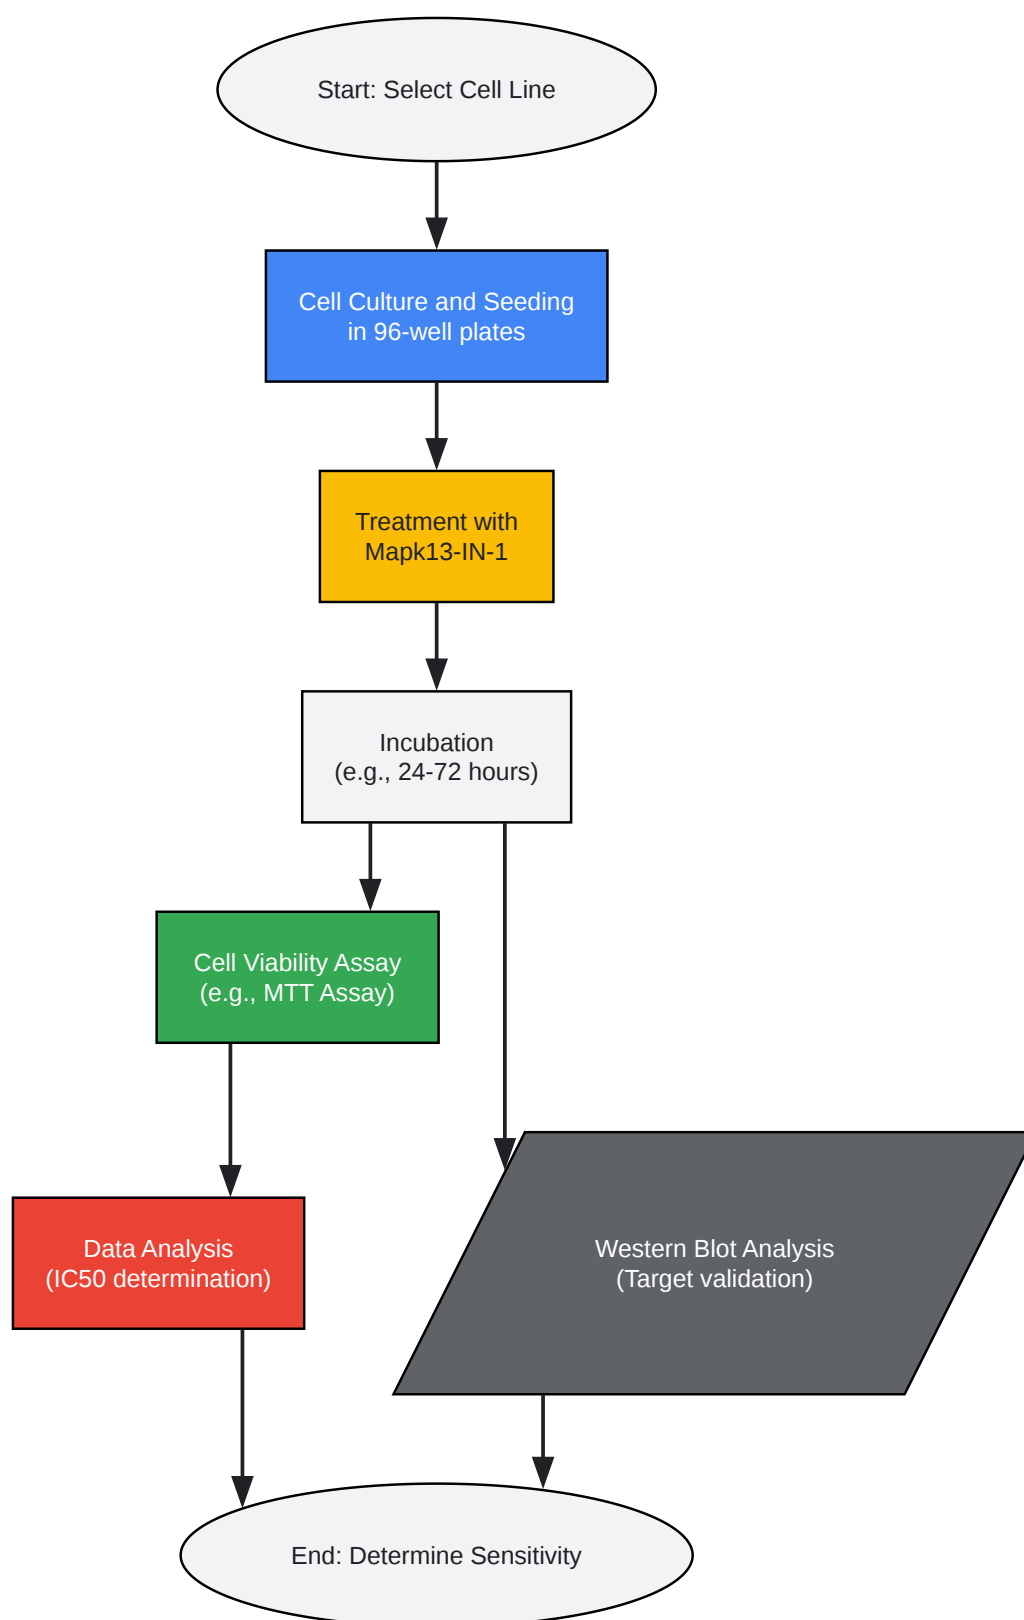 Start: Select Cell Line
Cell Culture and Seeding
in 96-well plates
Treatment with
Mapk13-IN-1
Incubation
(e.g., 24-72 hours)
Cell Viability Assay
(e.g., MTT Assay)
Data Analysis
(IC50 determination)
Western Blot Analysis
(Target validation)
End: Determine Sensitivity